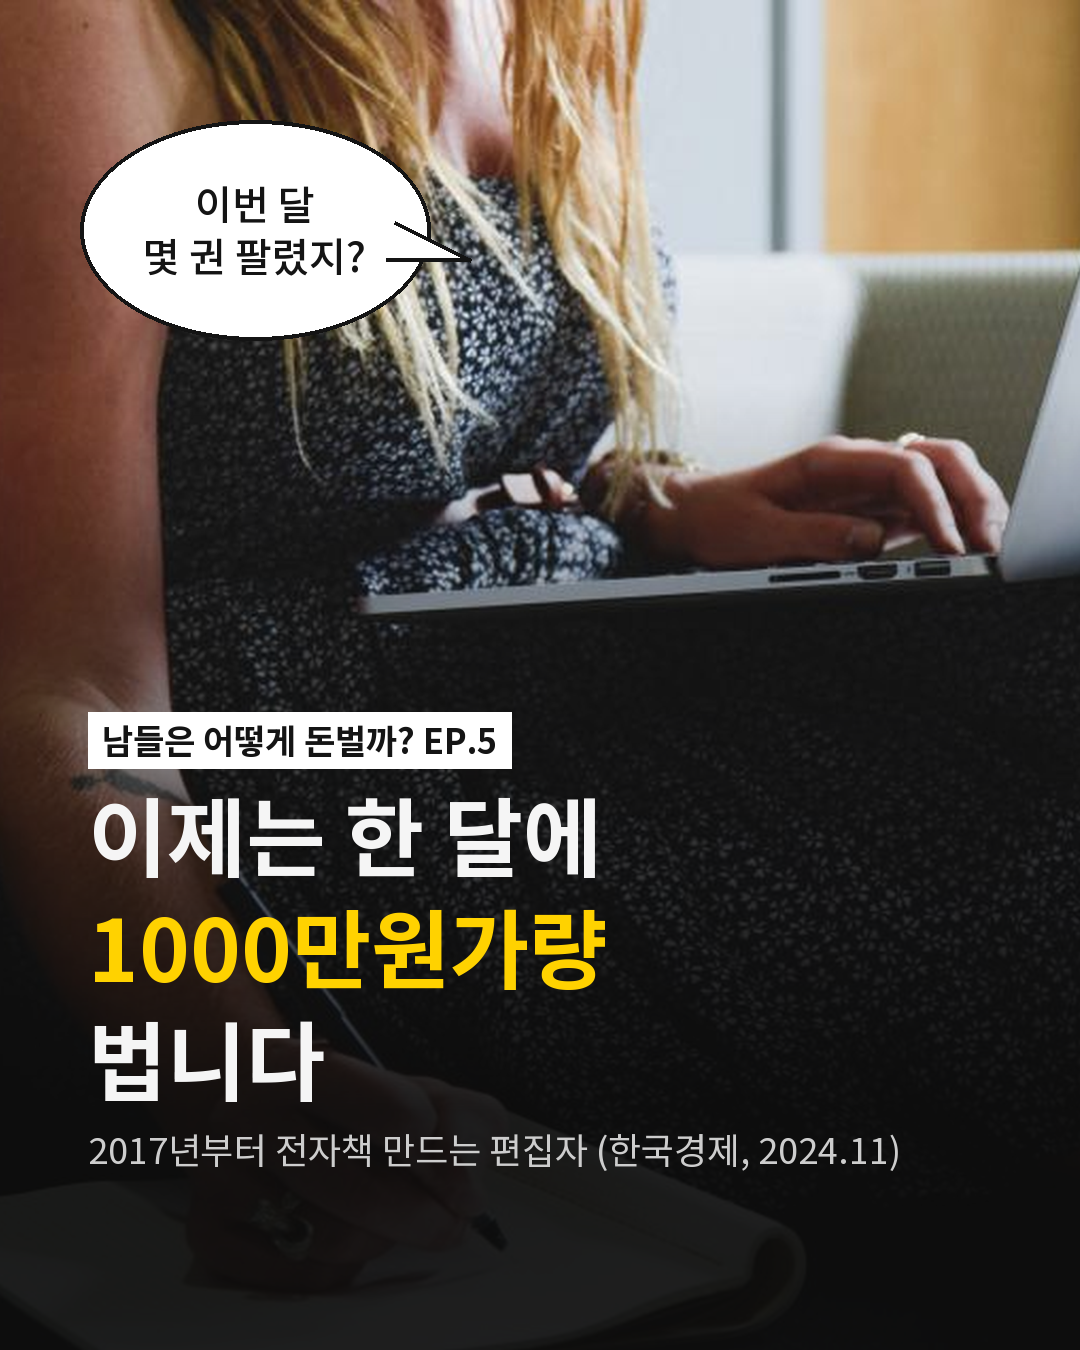 이번 달
몇 권 팔렸지?
남들은 어떻게 돈벌까? EP.5
이제는 한 달에
1000만원가량
법니다
2017년부터 전자책 만드는 편집자 (한국경제, 2024.11)